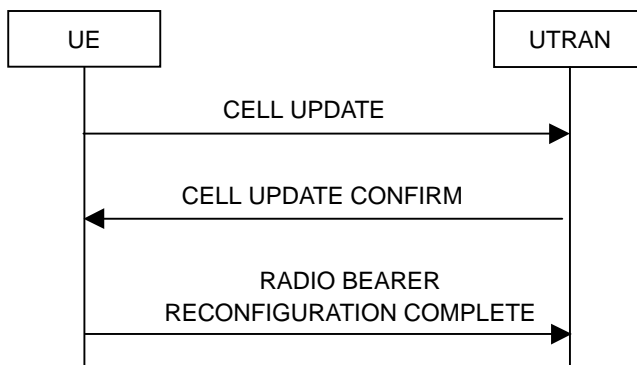 UE
UTRAN
CELL UPDATE
CELL UPDATE CONFIRM
RADIO BEARER
RECONFIGURATION COMPLETE